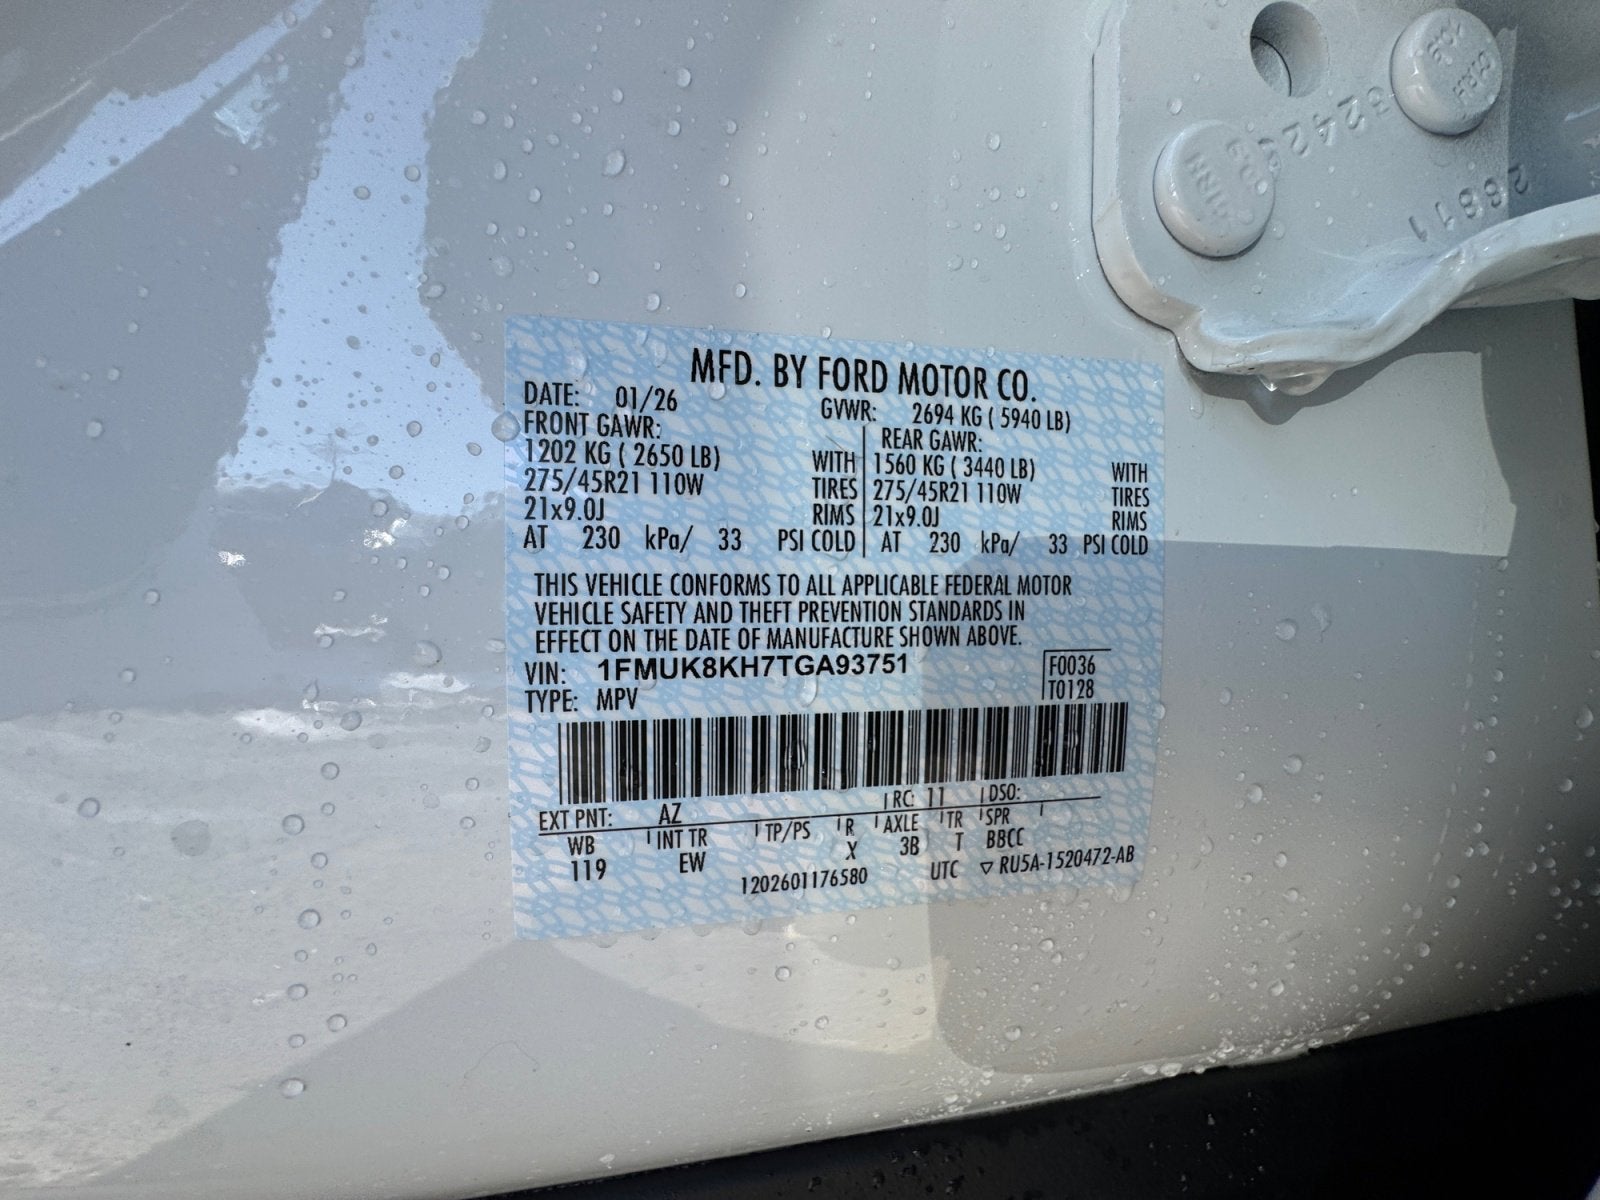 MFD. BY FORD MOTOR CO.
DATE: 01/26 GVWR: 2694 KG ( 5940 LB)
FRONT GAWR: REAR GAWR:
1202 KG ( 2650 LB) WITH 1560 KG ( 3440 LB) WITH
275/45R21 110W TIRES 275/45R21 110W TIRES
21x9.0J RIMS 21x9.0J RIMS
AT 230 kPa/ 33 PSI COLD AT 230 kPa/ 33 PSI COLD
THIS VEHICLE CONFORMS TO ALL APPLICABLE FEDERAL MOTOR
VEHICLE SAFETY AND THEFT PREVENTION STANDARDS IN
EFFECT ON THE DATE OF MANUFACTURE SHOWN ABOVE.
VIN: 1FMUK8KH7TGA93751 F0036
TYPE: MPV T0128
EXT PNT: AZ RC: 11 DSO:
WB INT TR TP/PS R AXLE TR SPR
119 EW X 3B T BBCC
1202601176580 UTC ▽ RU5A-1520472-AB
10.9
26811